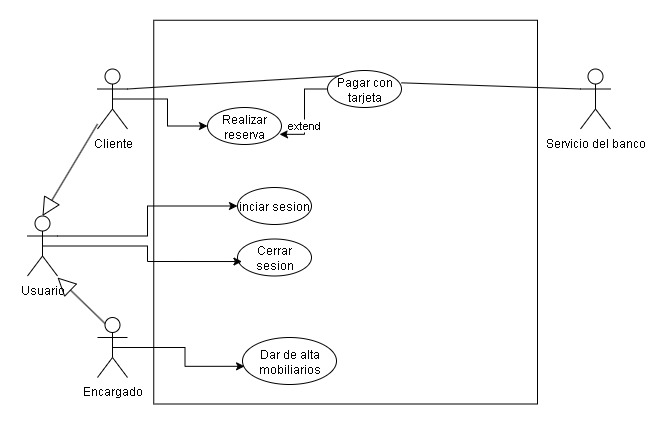 Pagar con
tarjeta
Realizar
reserva
extend
Cliente
Servicio del banco
inciar sesion
Cerrar
sesion
Usuario
Dar de alta
mobiliarios
Encargado